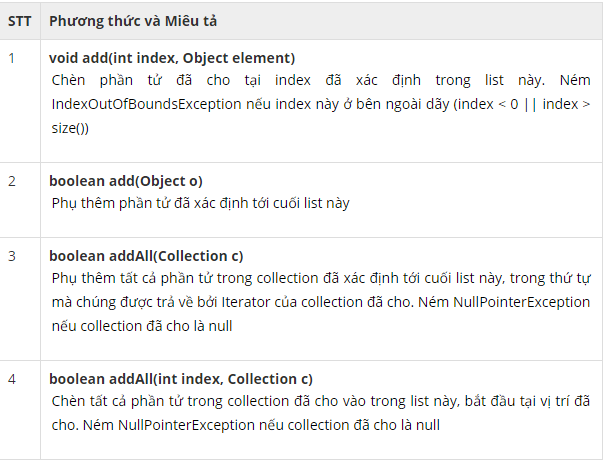 STT Phương thức và Miêu tả
1 void add(int index, Object element)
Chèn phần tử đã cho tại index đã xác định trong list này. Ném
IndexOutOfBoundsException nếu index này ở bên ngoài dãy (index < 0 || index >
size())
2 boolean add(Object o)
Phụ thêm phần tử đã xác định tới cuối list này
3 boolean addAll(Collection c)
Phụ thêm tất cả phần tử trong collection đã xác định tới cuối list này, trong thứ tự
mà chúng được trả về bởi Iterator của collection đã cho. Ném NullPointerException
nếu collection đã cho là null
4 boolean addAll(int index, Collection c)
Chèn tất cả phần tử trong collection đã cho vào trong list này, bắt đầu tại vị trí đã
cho. Ném NullPointerException nếu collection đã cho là null